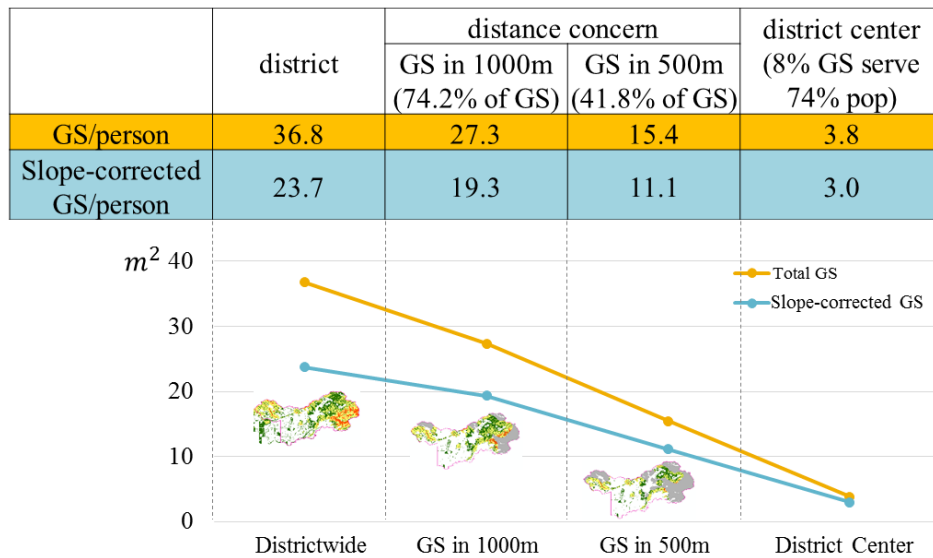 district
distance concern
GS in 1000m
(74.2% of GS)
GS in 500m
(41.8% of GS)
district center
(8% GS serve
74% pop)
GS/person
36.8
27.3
15.4
3.8
Slope-corrected
GS/person
23.7
19.3
11.1
3.0
m²
40
30
20
10
0
Total GS
Slope-corrected GS
Districtwide
GS in 1000m
GS in 500m
District Center